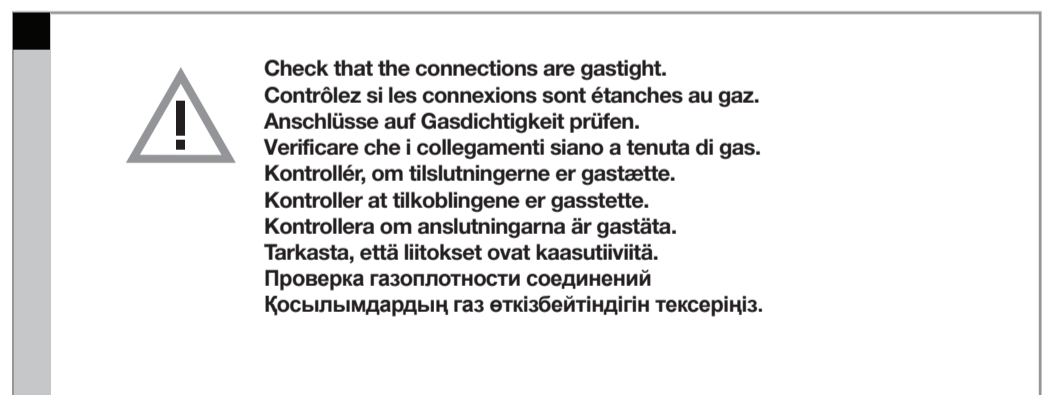 Check that the connections are gastight.
Contrôlez si les connexions sont étanches au gaz.
Anschlüsse auf Gasdichtigkeit prüfen.
Verificare che i collegamenti siano a tenuta di gas.
Kontrollér, om tilslutningerne er gastætte.
Kontroller at tilkoblingene er gasstette.
Kontrollera om anslutningarna är gastäta.
Tarkasta, että liitokset ovat kaasutiiviitä.
Проверка газоплотности соединений
Қосылымдардың газ өткізбейтіндігін тексеріңіз.